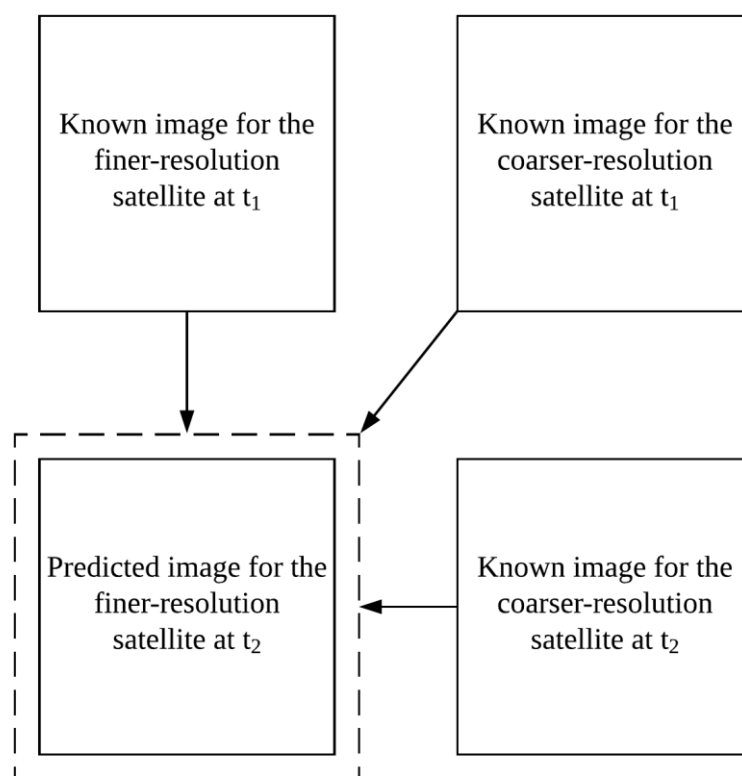 Known image for the
finer-resolution
satellite at t₁
Known image for the
coarser-resolution
satellite at t₁
Predicted image for the
finer-resolution
satellite at t₂
Known image for the
coarser-resolution
satellite at t₂